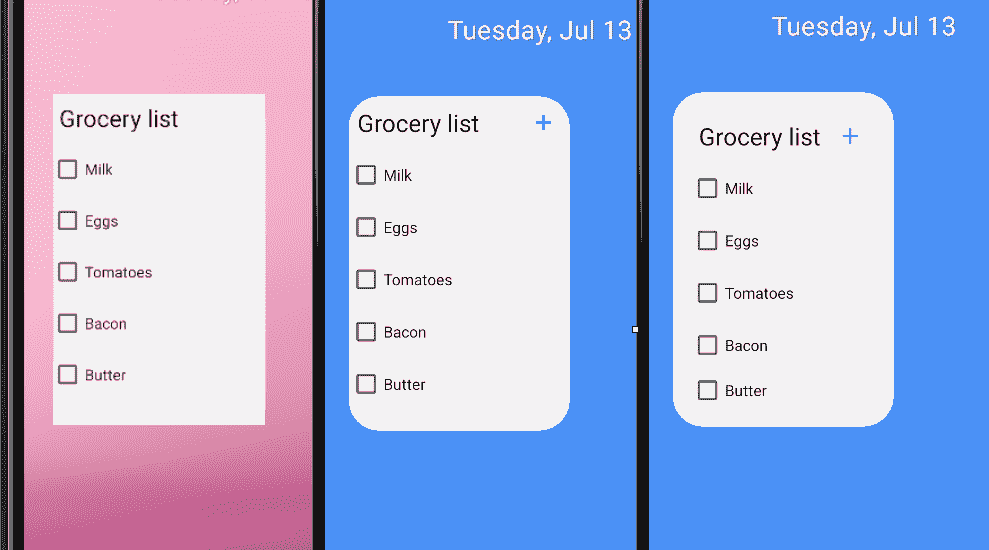 Grocery list
Milk
Eggs
Tomatoes
Bacon
Butter
Tuesday, Jul 13
Grocery list +
Milk
Eggs
Tomatoes
Bacon
Butter
Tuesday, Jul 13
Grocery list +
Milk
Eggs
Tomatoes
Bacon
Butter